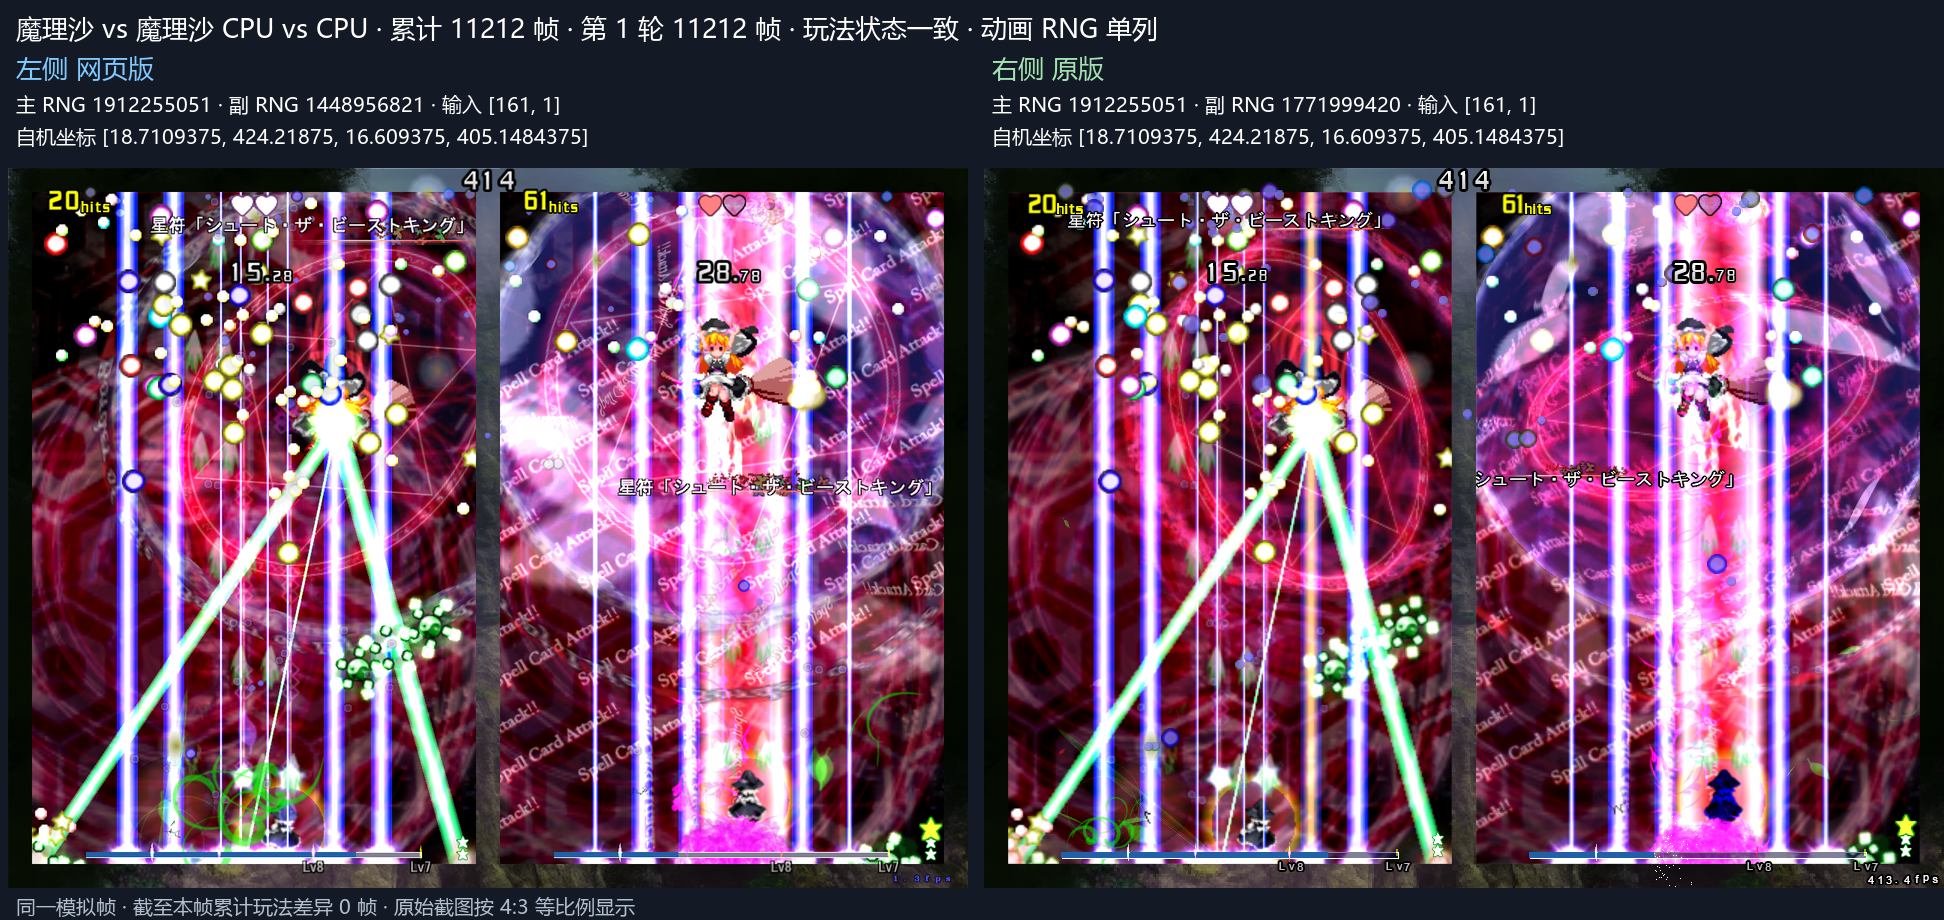 魔理沙 vs 魔理沙 CPU vs CPU · 累计 11212 帧 · 第 1 轮 11212 帧 · 玩法状态一致 · 动画 RNG 单列
左侧 网页版
主 RNG 1912255051 · 副 RNG 1448956821 · 输入 [161, 1]
自机坐标 [18.7109375, 424.21875, 16.609375, 405.1484375]
414
20hits
星符「シュート・ザ・ビーストキング」
15.28
61hits
28.78
Spell Card Attack!!
星符「シュート・ザ・ビーストキング」
Lv8
Lv7
Lv8
Lv7
1.3fps
右侧 原版
主 RNG 1912255051 · 副 RNG 1771999420 · 输入 [161, 1]
自机坐标 [18.7109375, 424.21875, 16.609375, 405.1484375]
414
20hits
星符「シュート・ザ・ビーストキング」
15.28
61hits
28.78
Spell Card Attack!!
シュート・ザ・ビーストキング」
Lv8
Lv7
Lv8
Lv7
413.4fps
同一模拟帧 · 截至本帧累计玩法差异 0 帧 · 原始截图按 4:3 等比例显示